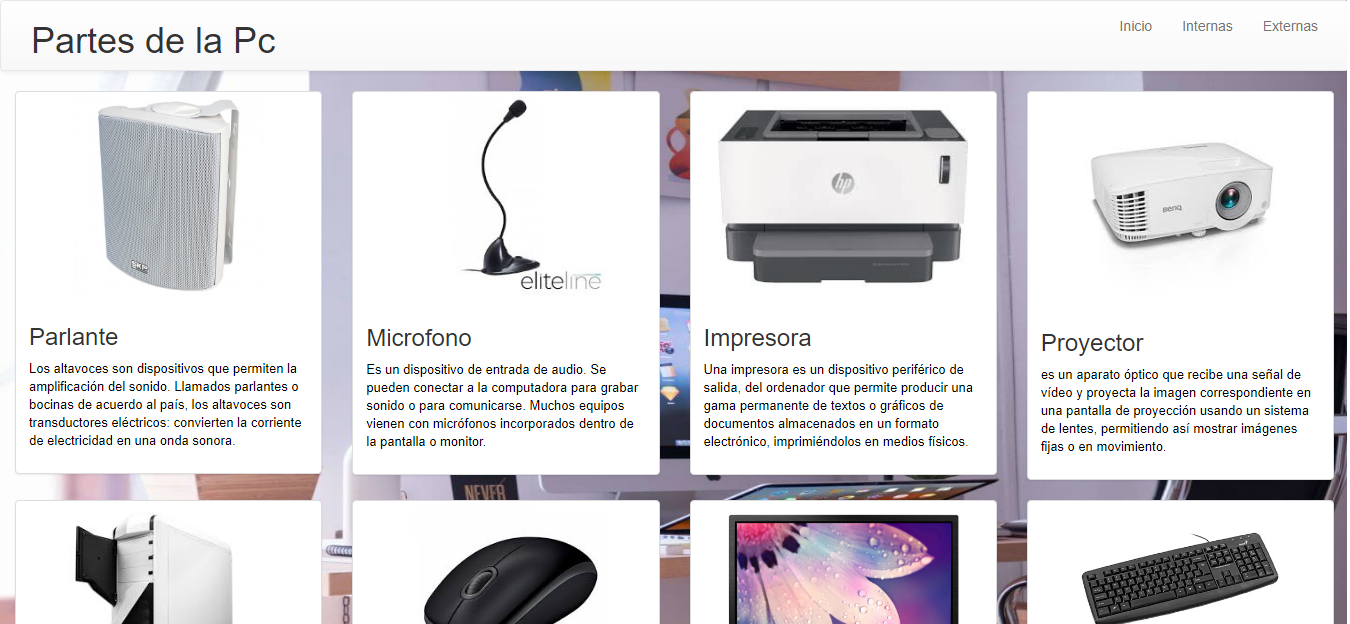 Partes de la Pc
Inicio
Internas
Externas
SKP
eliteline
hp
BenQ
Parlante
Los altavoces son dispositivos que permiten la
amplificación del sonido. Llamados parlantes o
bocinas de acuerdo al país, los altavoces son
transductores eléctricos: convierten la corriente
de electricidad en una onda sonora.
Microfono
Es un dispositivo de entrada de audio. Se
pueden conectar a la computadora para grabar
sonido o para comunicarse. Muchos equipos
vienen con micrófonos incorporados dentro de
la pantalla o monitor.
Impresora
Una impresora es un dispositivo periférico de
salida, del ordenador que permite producir una
gama permanente de textos o gráficos de
documentos almacenados en un formato
electrónico, imprimiéndolos en medios físicos.
Proyector
es un aparato óptico que recibe una señal de
vídeo y proyecta la imagen correspondiente en
una pantalla de proyección usando un sistema
de lentes, permitiendo así mostrar imágenes
fijas o en movimiento.
NEVER